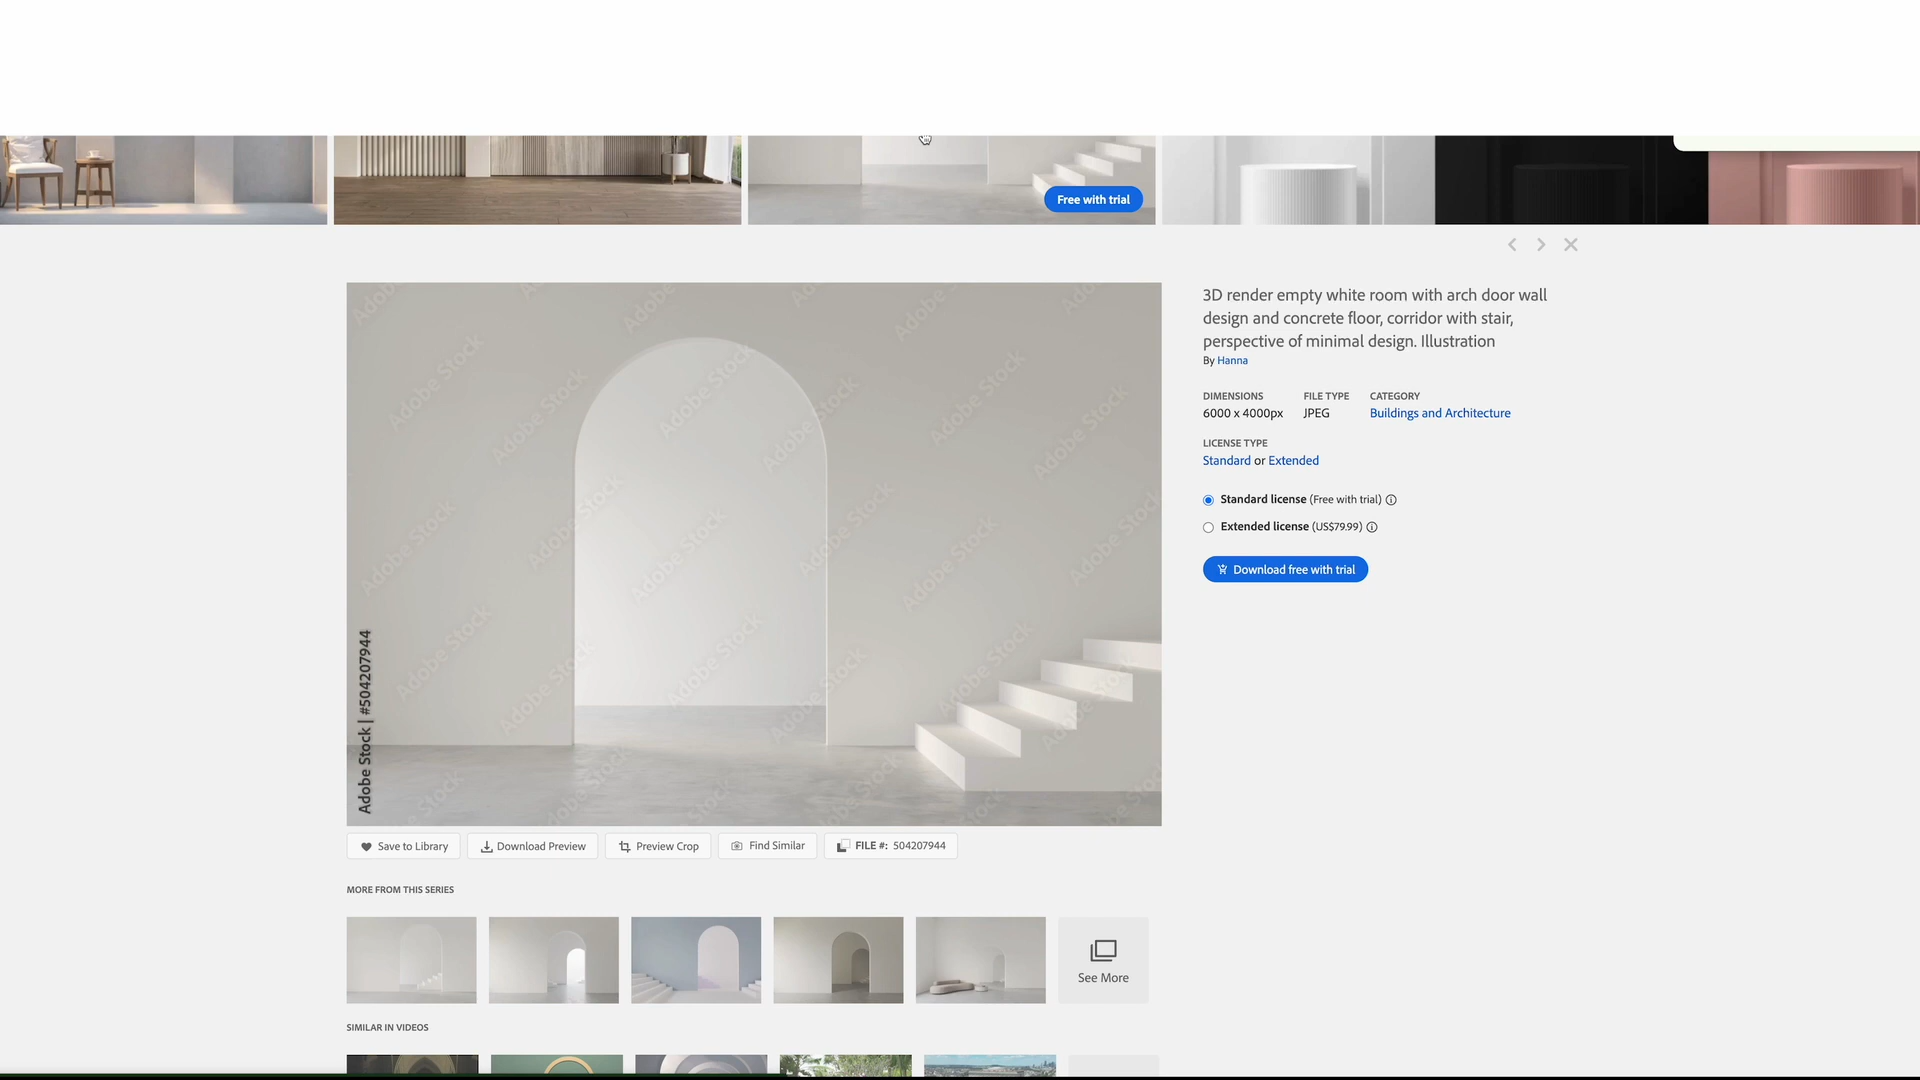 Free with trial
3D render empty white room with arch door wall
design and concrete floor, corridor with stair,
perspective of minimal design. Illustration
By Hanna
DIMENSIONS
6000 x 4000px
FILE TYPE
JPEG
CATEGORY
Buildings and Architecture
LICENSE TYPE
Standard or Extended
Standard license (Free with trial)
Extended license (US$79.99)
Download free with trial
Adobe Stock
Adobe Stock | #504207944
Save to Library
Download Preview
Preview Crop
Find Similar
FILE #: 504207944
MORE FROM THIS SERIES
See More
SIMILAR IN VIDEOS